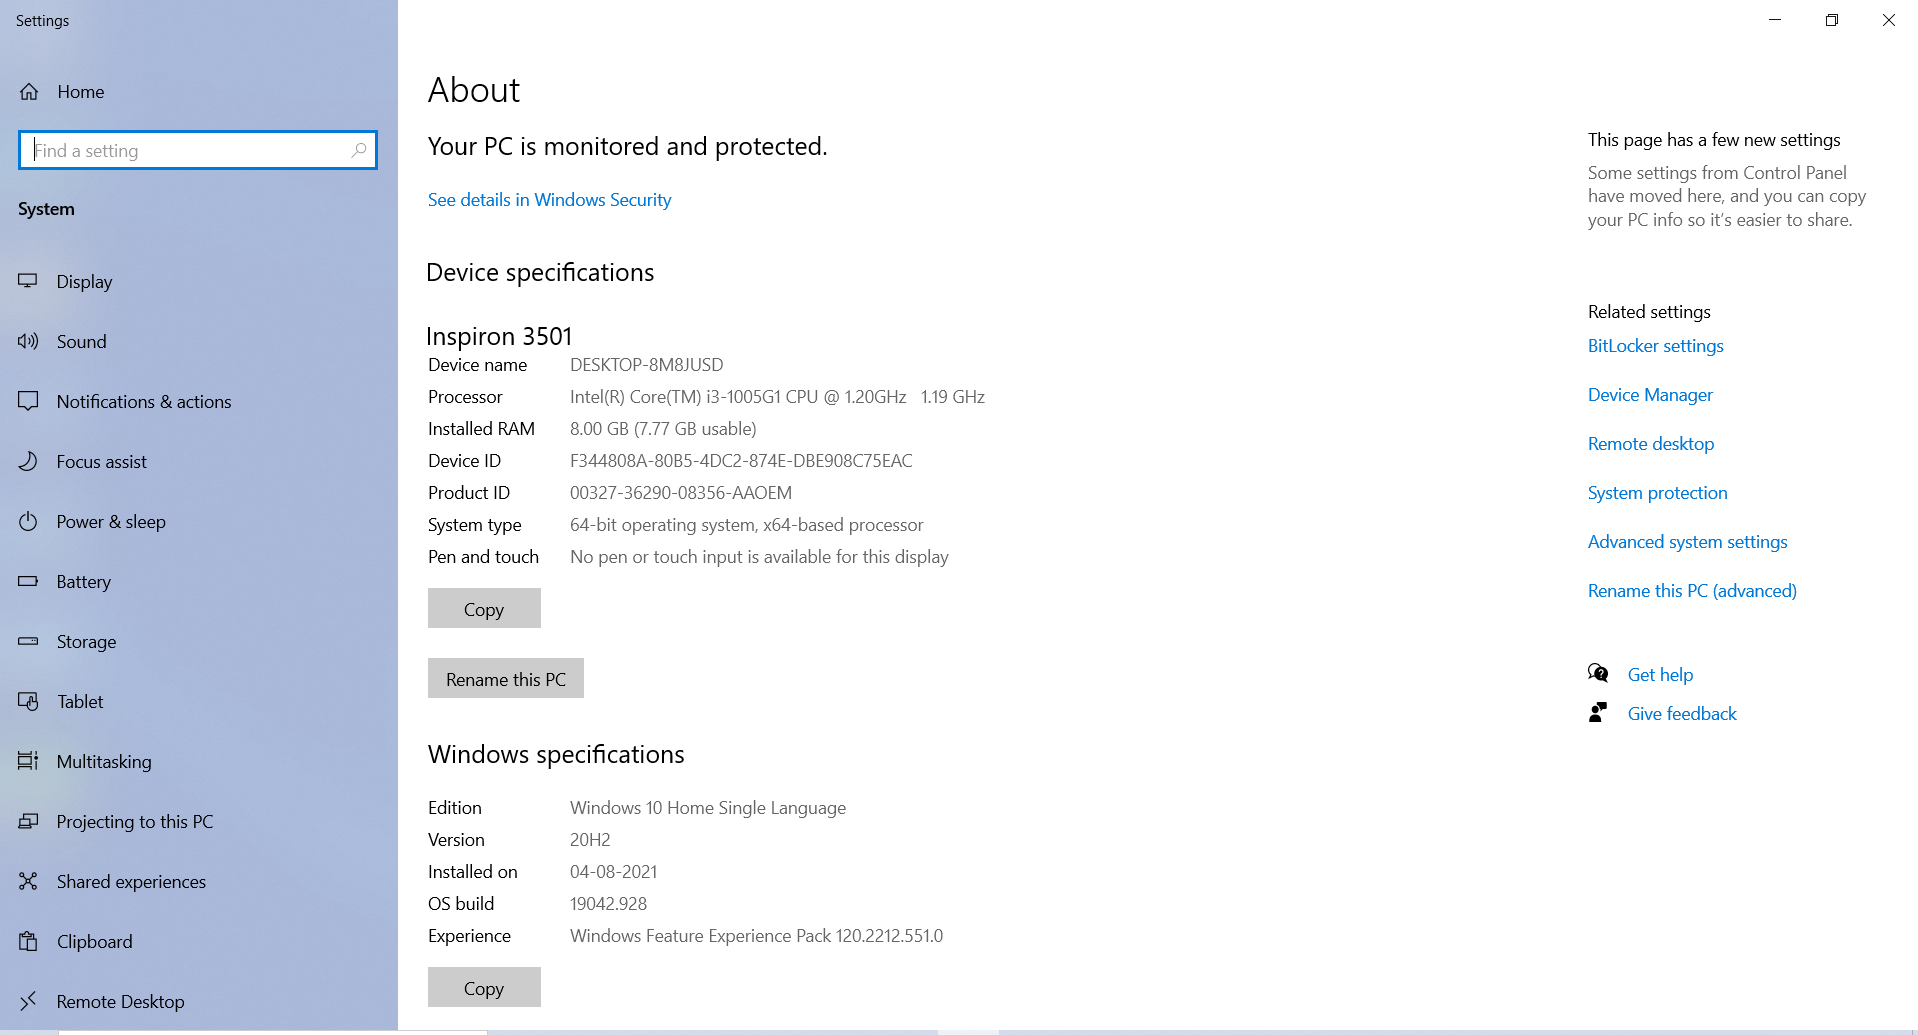 Settings
Home
Find a setting
System
Display
Sound
Notifications & actions
Focus assist
Power & sleep
Battery
Storage
Tablet
Multitasking
Projecting to this PC
Shared experiences
Clipboard
Remote Desktop
About
Your PC is monitored and protected.
See details in Windows Security
Device specifications
Inspiron 3501
Device name DESKTOP-8M8JUSD
Processor Intel(R) Core(TM) i3-1005G1 CPU @ 1.20GHz 1.19 GHz
Installed RAM 8.00 GB (7.77 GB usable)
Device ID F344808A-80B5-4DC2-874E-DBE908C75EAC
Product ID 00327-36290-08356-AAOEM
System type 64-bit operating system, x64-based processor
Pen and touch No pen or touch input is available for this display
Copy
Rename this PC
Windows specifications
Edition Windows 10 Home Single Language
Version 20H2
Installed on 04-08-2021
OS build 19042.928
Experience Windows Feature Experience Pack 120.2212.551.0
Copy
This page has a few new settings
Some settings from Control Panel
have moved here, and you can copy
your PC info so it's easier to share.
Related settings
BitLocker settings
Device Manager
Remote desktop
System protection
Advanced system settings
Rename this PC (advanced)
Get help
Give feedback